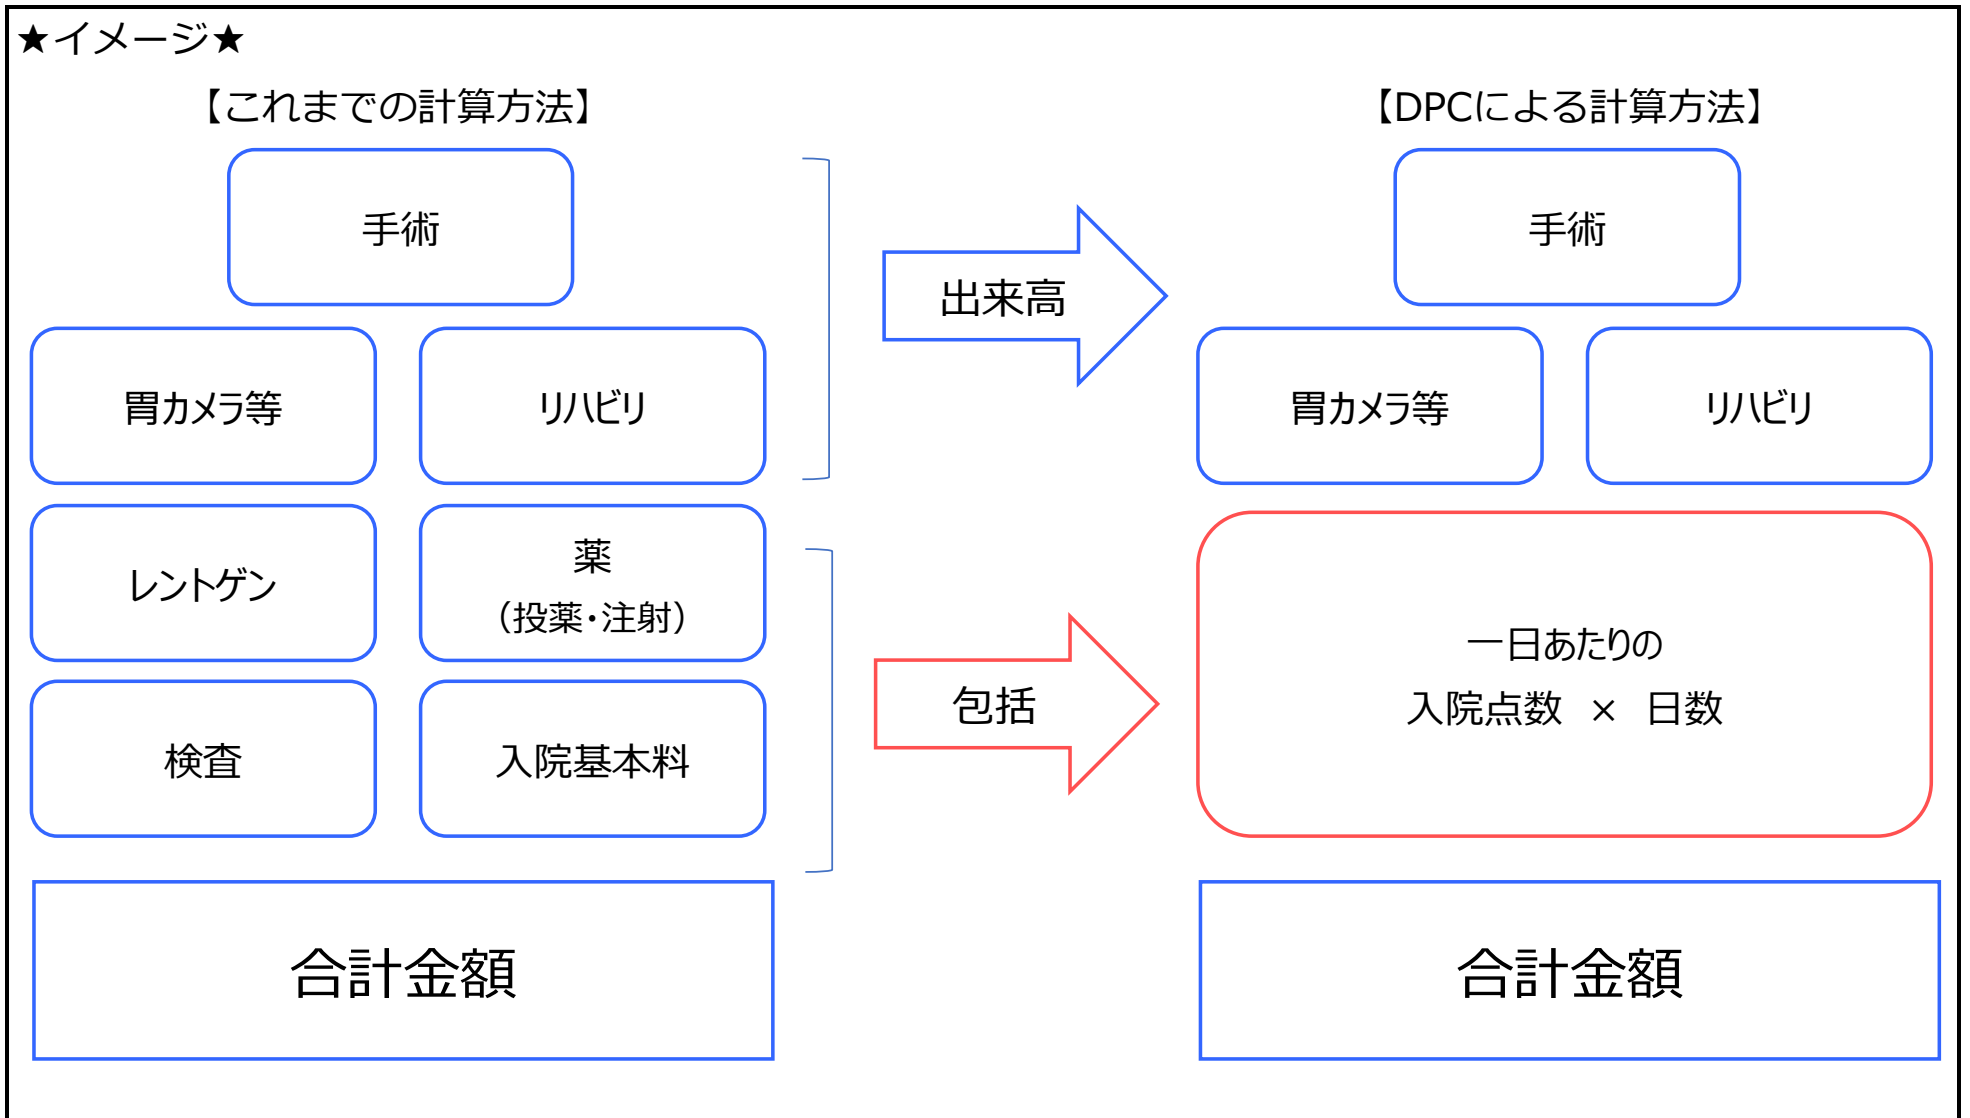 ★イメージ★
【これまでの計算方法】
手術
胃カメラ等
リハビリ
レントゲン
薬
（投薬・注射）
検査
入院基本料
合計金額
出来高
包括
【DPCによる計算方法】
手術
胃カメラ等
リハビリ
一日あたりの
入院点数　×　日数
合計金額